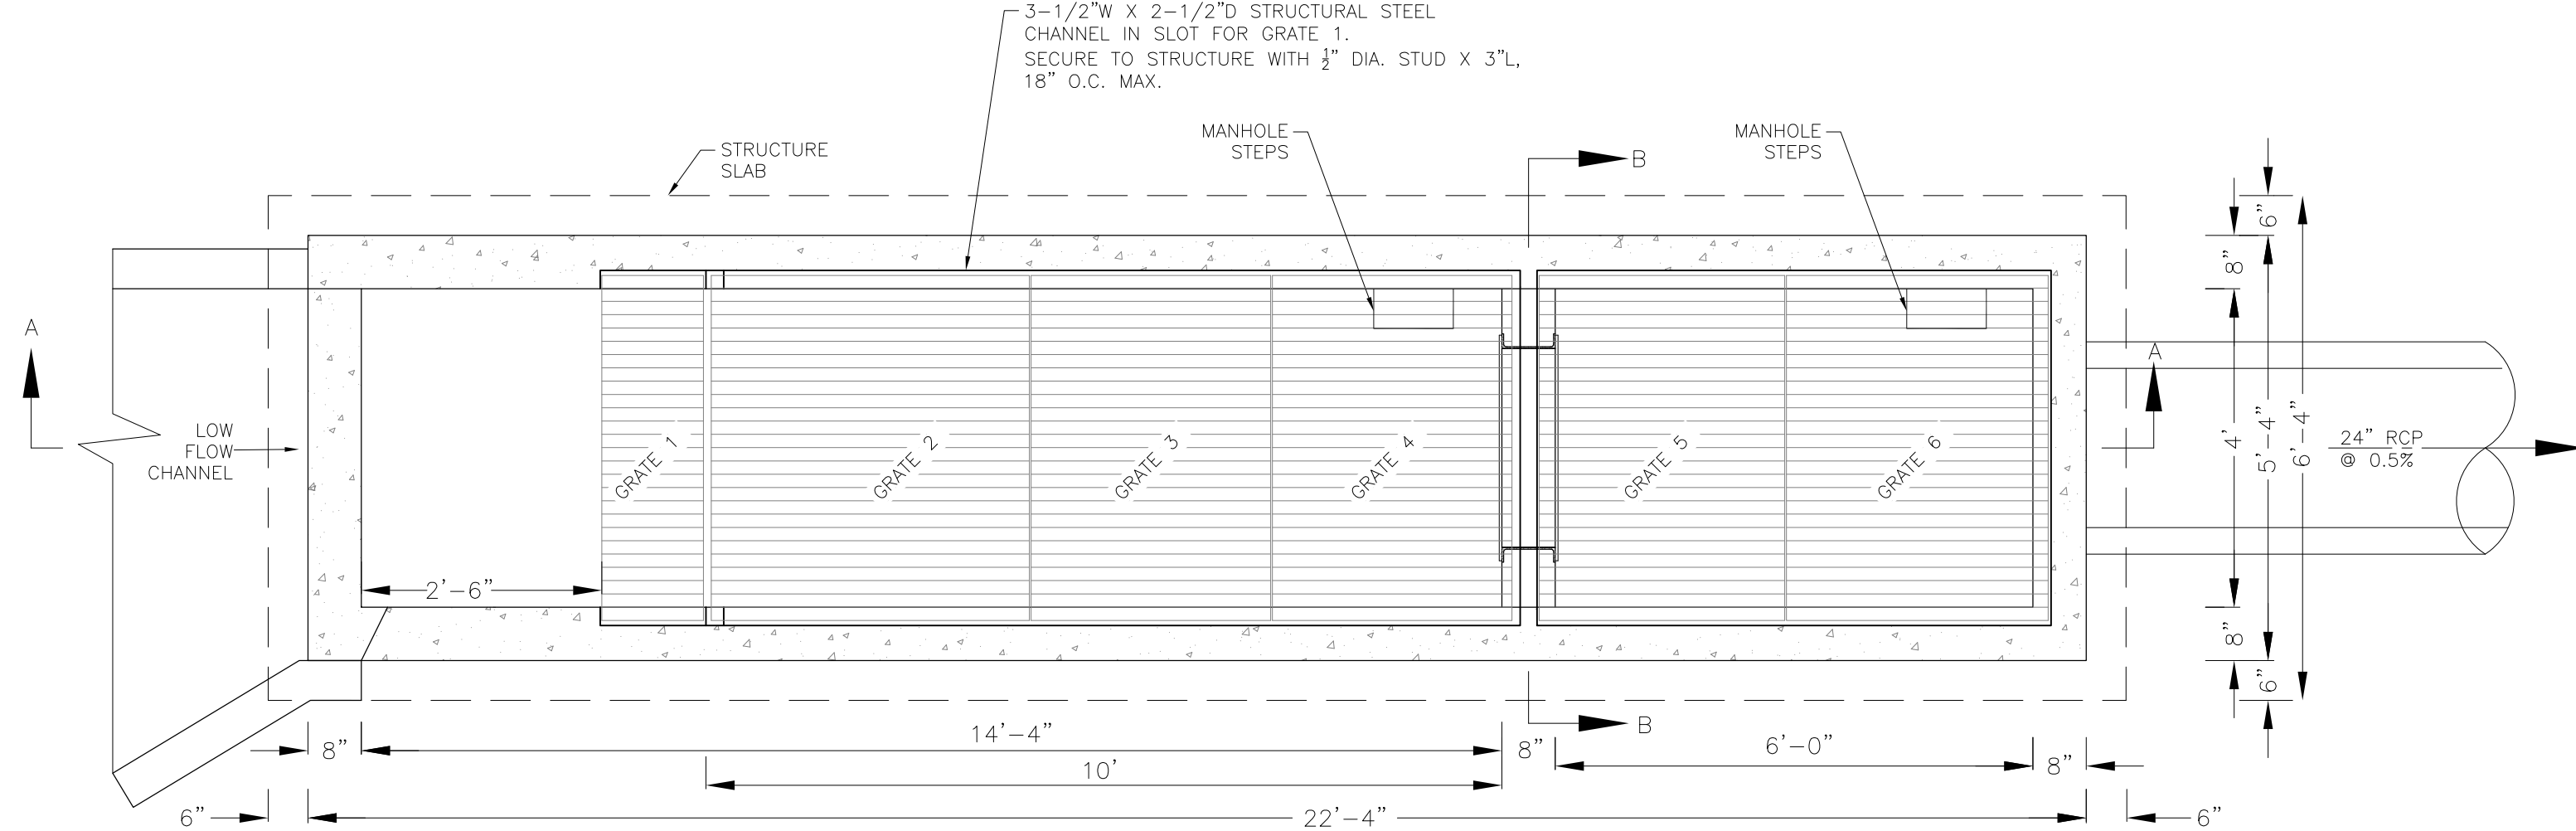 3-1/2"W X 2-1/2"D STRUCTURAL STEEL
CHANNEL IN SLOT FOR GRATE 1.
SECURE TO STRUCTURE WITH ½" DIA. STUD X 3"L,
18" O.C. MAX.
MANHOLE
STEPS
MANHOLE
STEPS
STRUCTURE
SLAB
B
6"
8"
A
A
LOW
FLOW
CHANNEL
GRATE 1
GRATE 2
GRATE 3
GRATE 4
GRATE 5
GRATE 6
4'
5'-4"
6'-4"
24" RCP
@ 0.5%
2'-6"
8"
6"
B
8"
14'-4"
8"
6'-0"
8"
10'
6"
22'-4"
6"